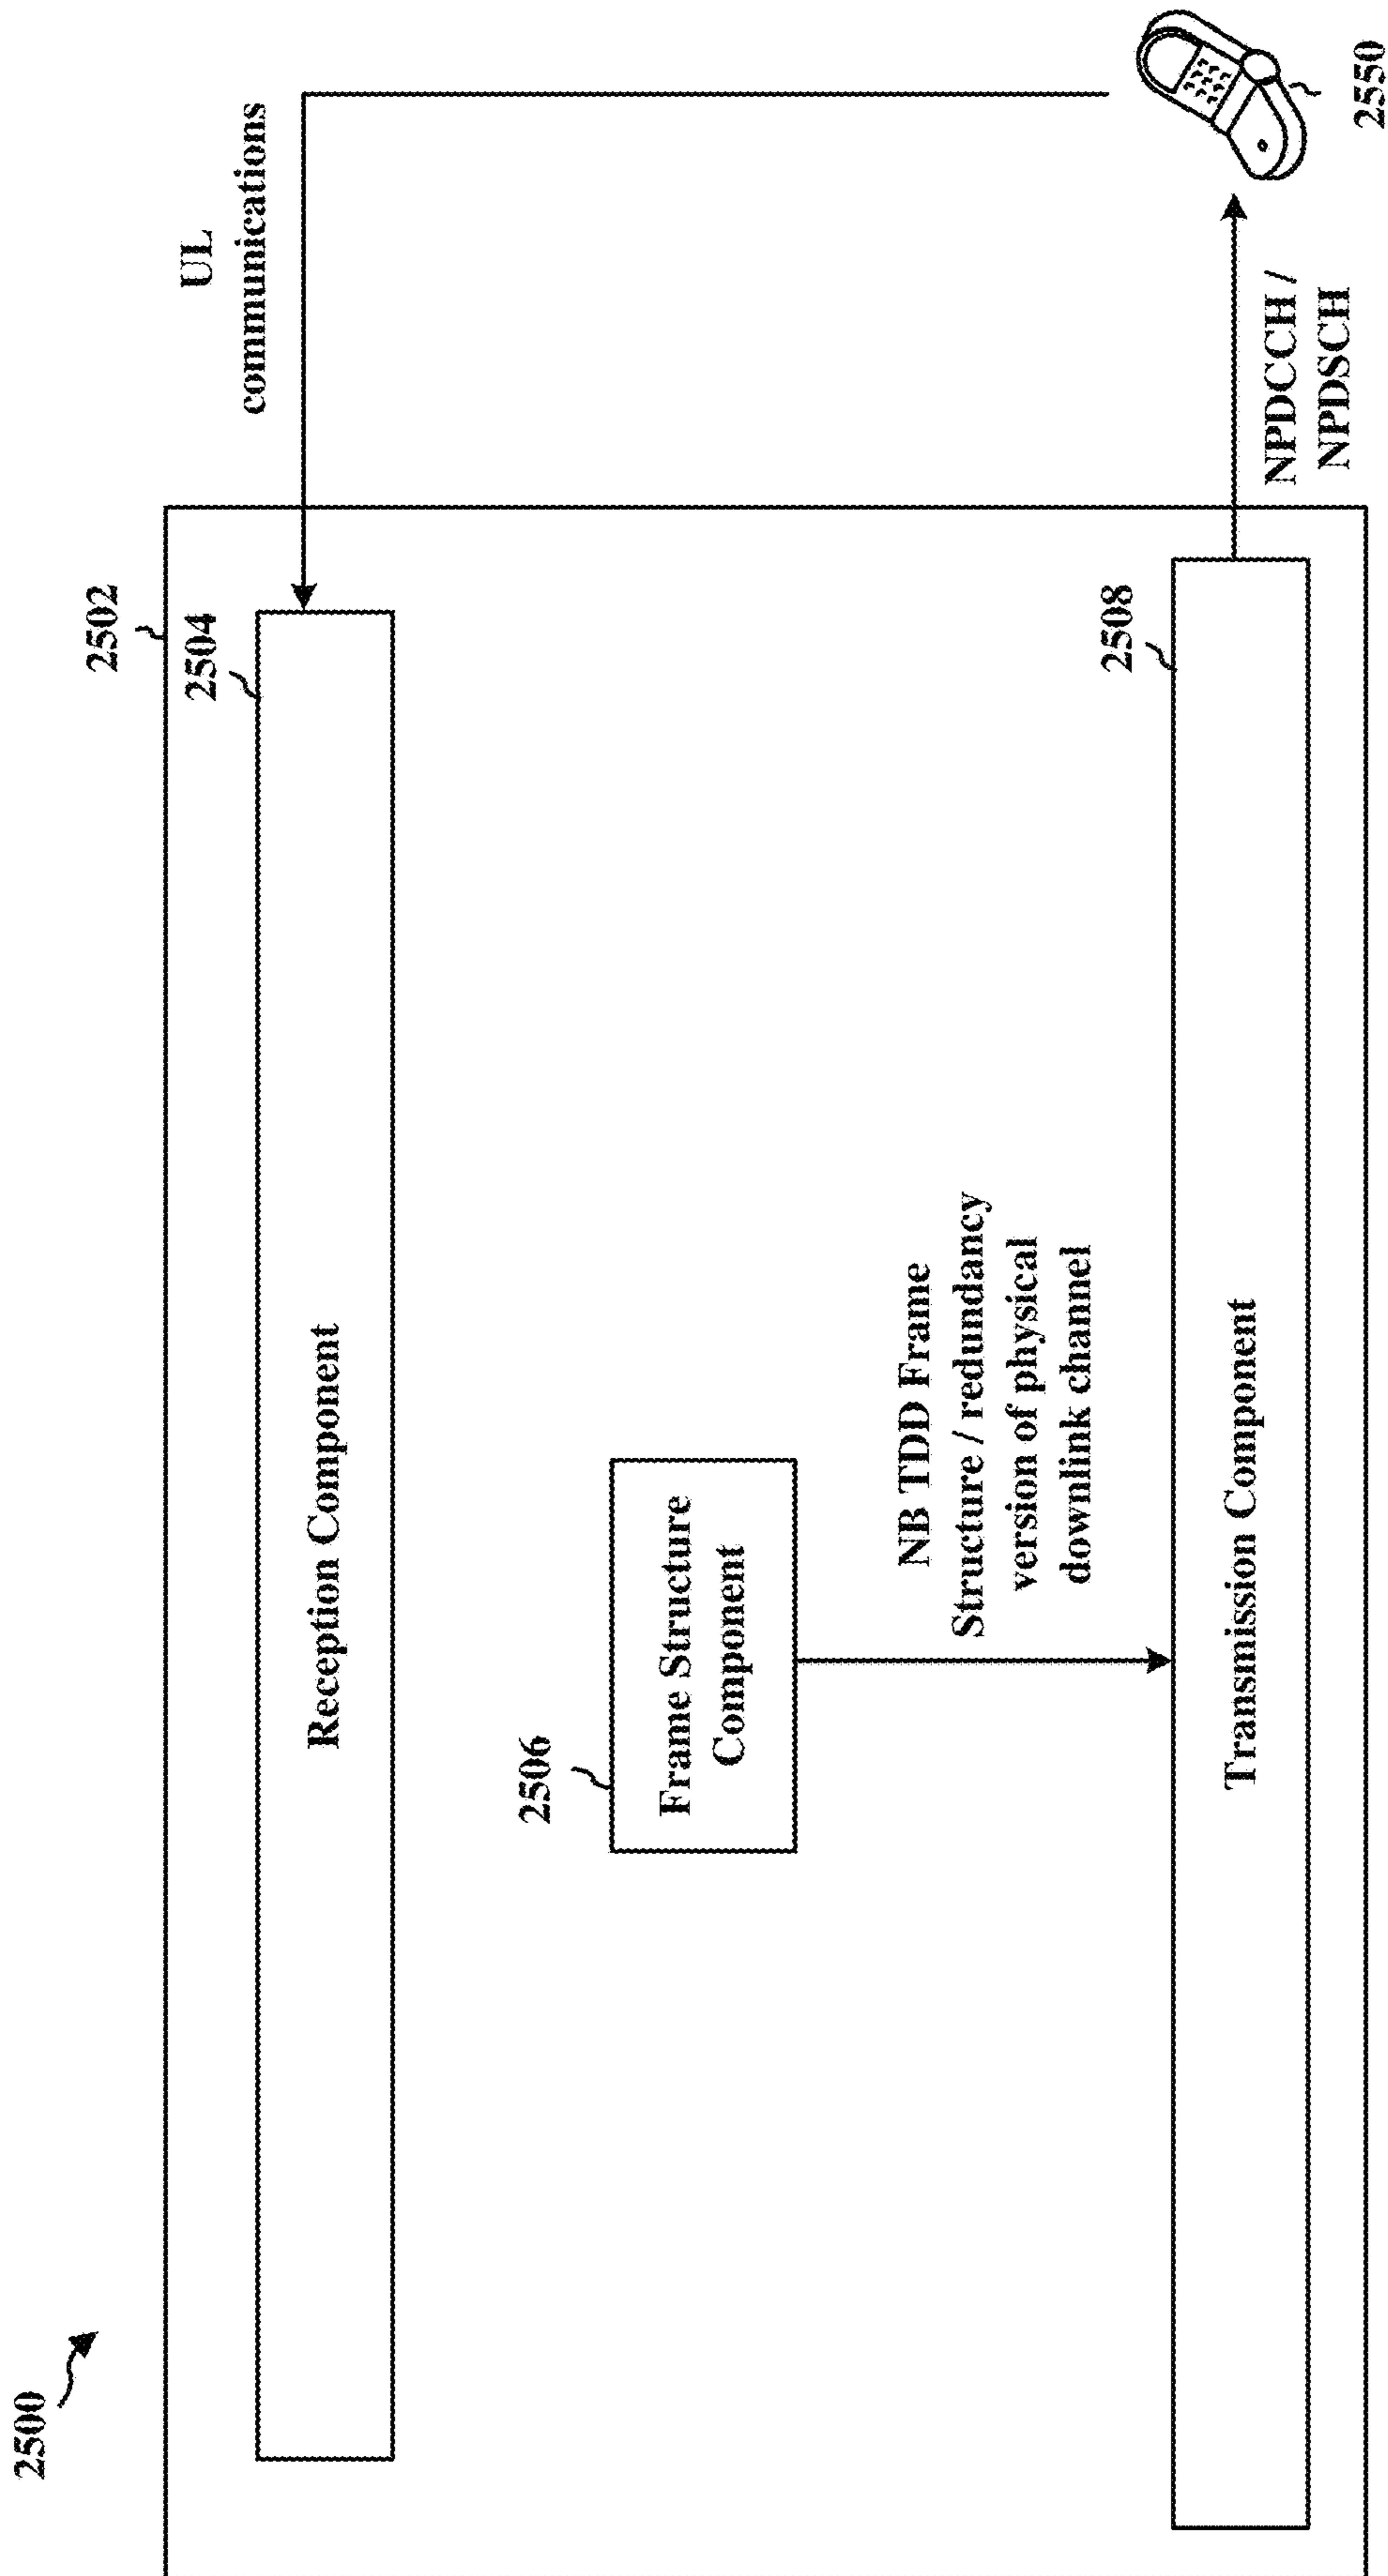 2500
2502
2504
Reception Component
UL
communications
2506
Frame Structure
Component
NB TDD Frame
Structure / redundancy
version of physical
downlink channel
2508
Transmission Component
NPDCCH /
NPDSCH
2550